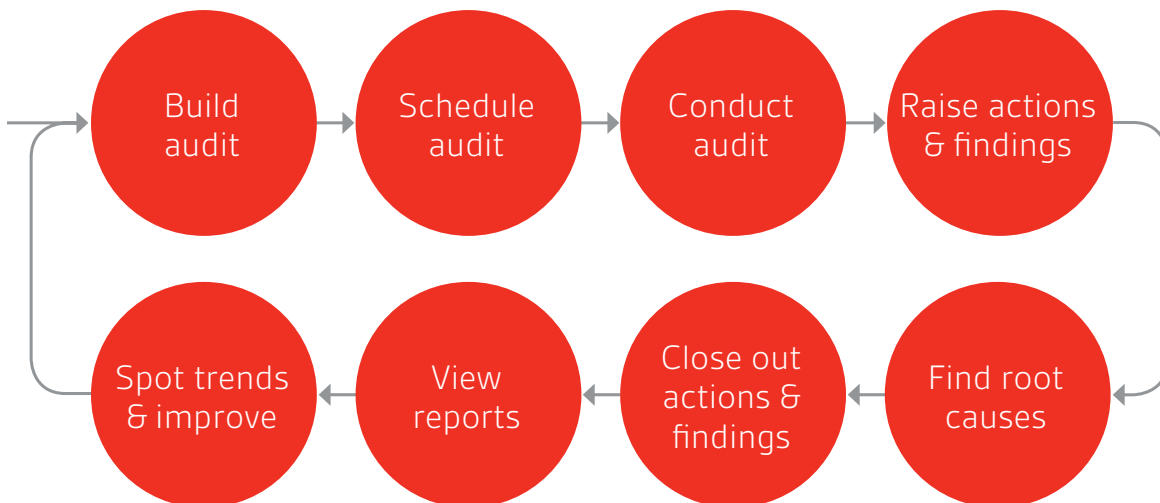 Build
audit
Schedule
audit
Conduct
audit
Raise actions
& findings
Find root
causes
Close out
actions &
findings
View
reports
Spot trends
& improve